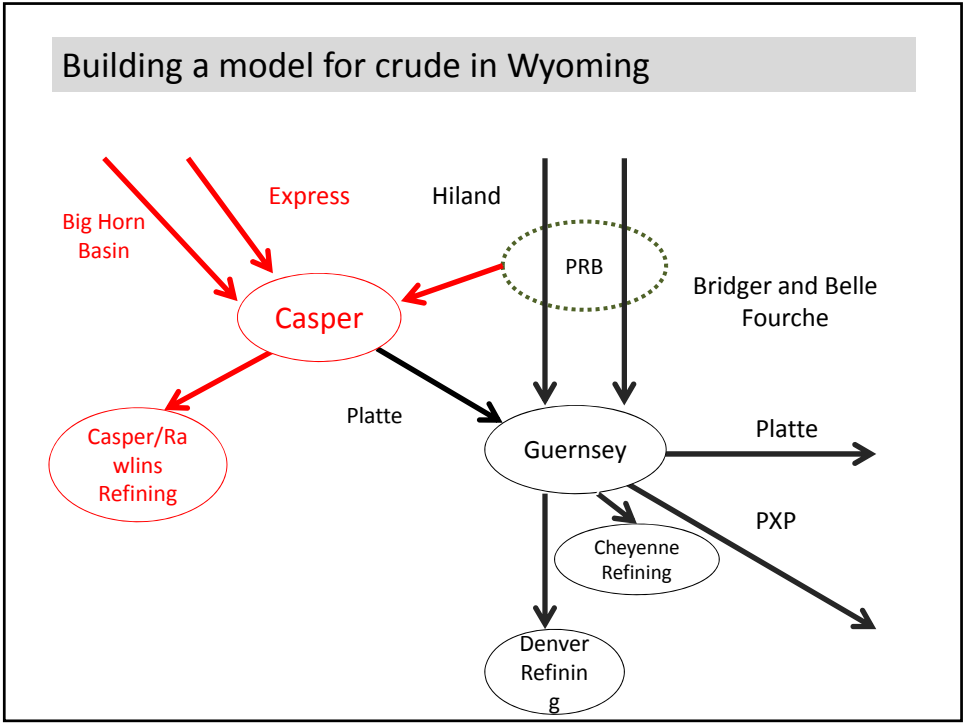 Building a model for crude in Wyoming
Express
Hiland
Big Horn
Basin
PRB
Bridger and Belle
Fourche
Casper
Platte
Casper/Ra
wlins
Refining
Guernsey
Platte
PXP
Cheyenne
Refining
Denver
Refinin
g